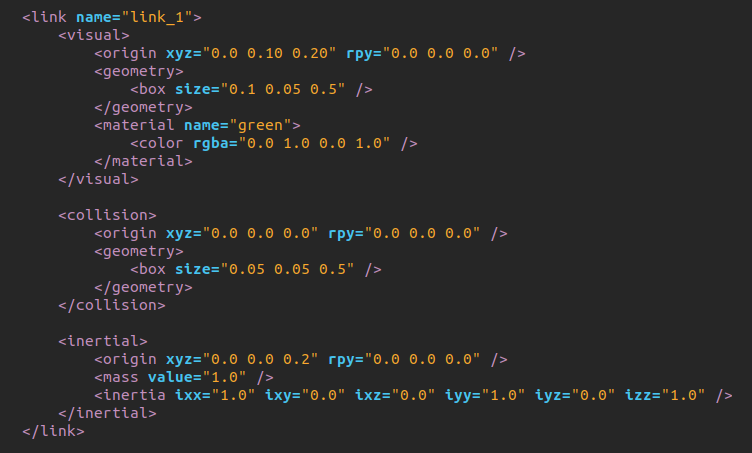 <link name="link_1">
<visual>
<origin xyz="0.0 0.10 0.20" rpy="0.0 0.0 0.0" />
<geometry>
<box size="0.1 0.05 0.5" />
</geometry>
<material name="green">
<color rgba="0.0 1.0 0.0 1.0" />
</material>
</visual>
<collision>
<origin xyz="0.0 0.0 0.0" rpy="0.0 0.0 0.0" />
<geometry>
<box size="0.05 0.05 0.5" />
</geometry>
</collision>
<inertial>
<origin xyz="0.0 0.0 0.2" rpy="0.0 0.0 0.0" />
<mass value="1.0" />
<inertia ixx="1.0" ixy="0.0" ixz="0.0" iyy="1.0" iyz="0.0" izz="1.0" />
</inertial>
</link>